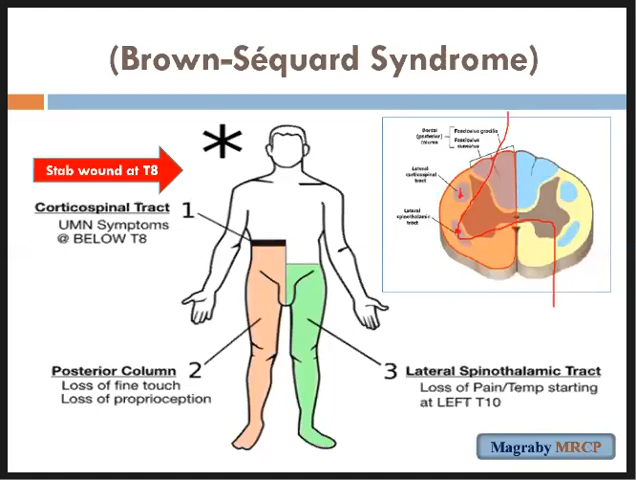 (Brown-Séquard Syndrome)
Stab wound at T8
*
Corticospinal Tract 1
UMN Symptoms
@ BELOW T8
Dorsal
(posterior)
column
Fasciculus gracilis
Fasciculus
cuneatus
Lateral
corticospinal
tract
Lateral
spinothalamic
tract
Posterior Column 2
Loss of fine touch
Loss of proprioception
3 Lateral Spinothalamic Tract
Loss of Pain/Temp starting
at LEFT T10
Magraby MRCP